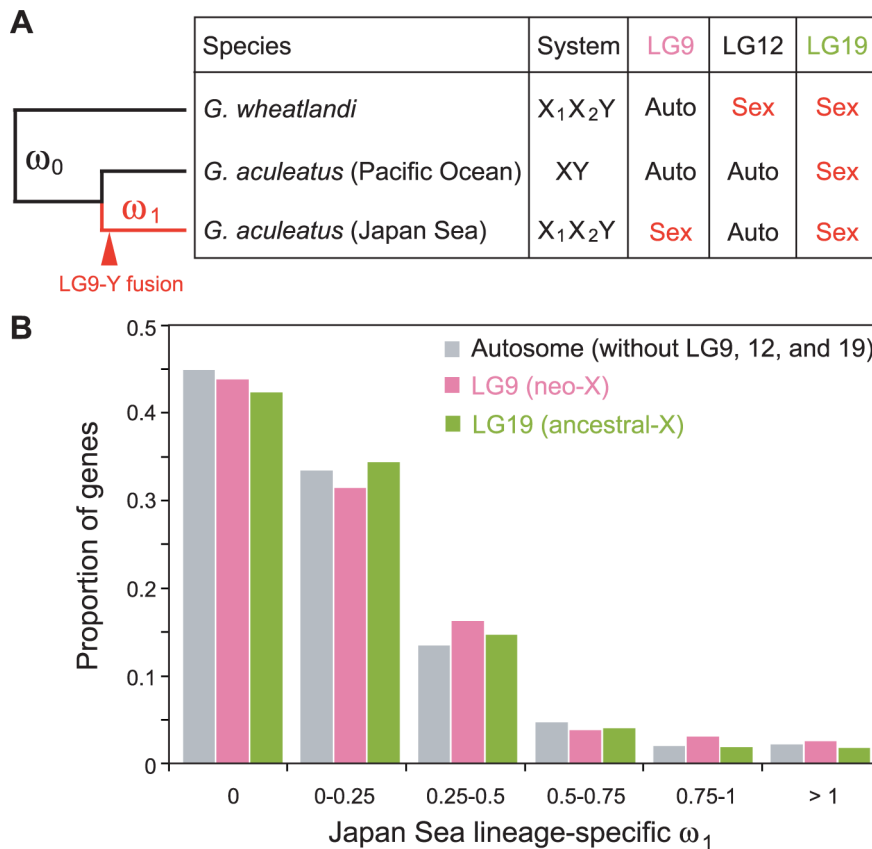 A
Species System LG9 LG12 LG19
G. wheatlandi X₁X₂Y Auto Sex Sex
G. aculeatus (Pacific Ocean) XY Auto Auto Sex
G. aculeatus (Japan Sea) X₁X₂Y Sex Auto Sex
ω₀
ω₁
LG9-Y fusion
B
Autosome (without LG9, 12, and 19)
LG9 (neo-X)
LG19 (ancestral-X)
Proportion of genes
0.5
0.4
0.3
0.2
0.1
0
0 0-0.25 0.25-0.5 0.5-0.75 0.75-1 > 1
Japan Sea lineage-specific ω₁